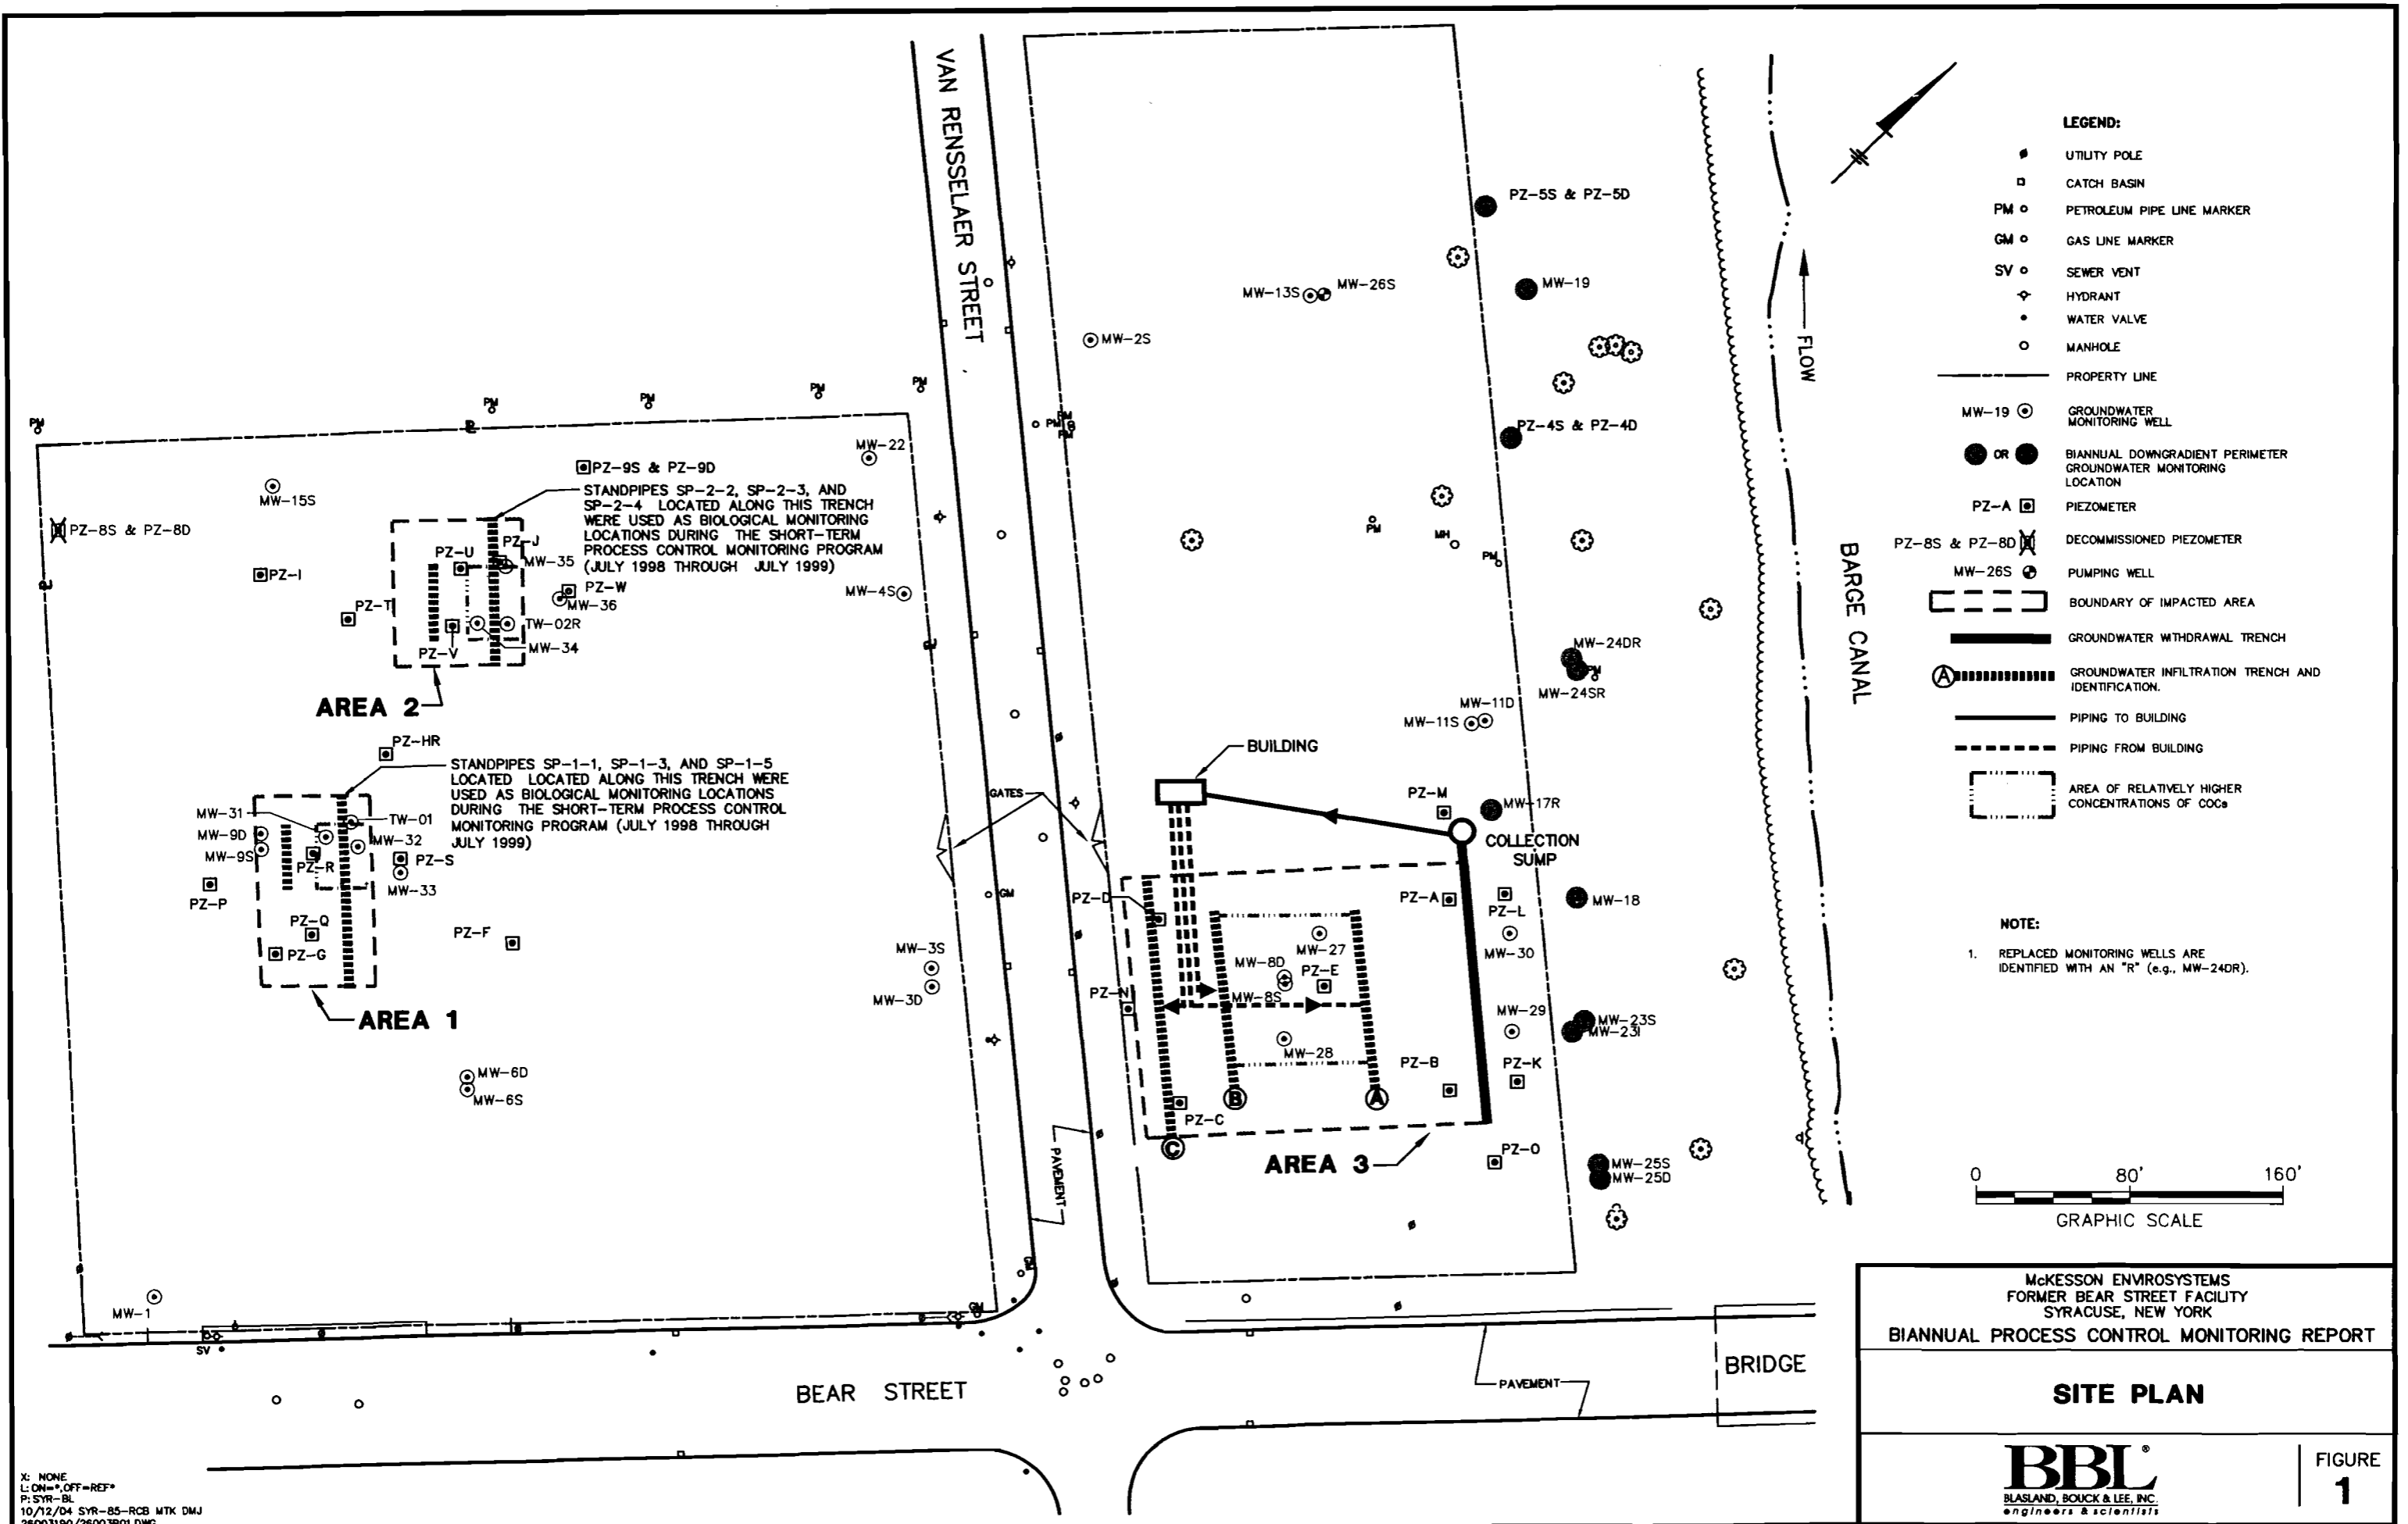 VAN RENSSELAER STREET
PZ-5S & PZ-5D
MW-13S
MW-26S
MW-19
MW-2S
FLOW
PM
PM
PM
PM
PM
PM
PM
PM
PM
PZ-4S & PZ-4D
MW-22
PZ-9S & PZ-9D
MW-15S
STANDPIPES SP-2-2, SP-2-3, AND
SP-2-4 LOCATED ALONG THIS TRENCH
WERE USED AS BIOLOGICAL MONITORING
LOCATIONS DURING THE SHORT-TERM
PROCESS CONTROL MONITORING PROGRAM
(JULY 1998 THROUGH JULY 1999)
PZ-8S & PZ-8D
PZ-J
PZ-U
MW-35
PZ-I
PZ-W
MW-36
PZ-T
TW-02R
MW-34
PZ-V
MW-4S
PM
MH
PM
BARGE CANAL
MW-24DR
PM
MW-24SR
AREA 2
MW-11D
MW-11S
PZ-HR
BUILDING
STANDPIPES SP-1-1, SP-1-3, AND SP-1-5
LOCATED LOCATED ALONG THIS TRENCH WERE
USED AS BIOLOGICAL MONITORING LOCATIONS
DURING THE SHORT-TERM PROCESS CONTROL
MONITORING PROGRAM (JULY 1998 THROUGH
JULY 1999)
GATES
PZ-M
MW-17R
MW-31
TW-01
MW-9D
MW-32
MW-9S
PZ-S
PZ-R
MW-33
COLLECTION
SUMP
PZ-P
GM
PZ-D
PZ-A
PZ-L
MW-18
PZ-Q
PZ-F
PZ-G
MW-3S
MW-3D
MW-27
MW-30
MW-8D
PZ-E
MW-8S
PZ-N
AREA 1
MW-29
MW-23S
MW-23I
MW-28
PZ-B
PZ-K
MW-6D
MW-6S
B
A
PZ-C
C
AREA 3
PZ-O
MW-25S
MW-25D
PAVEMENT
GM
GM
MW-1
SV
BEAR STREET
PAVEMENT
BRIDGE
LEGEND:
UTILITY POLE
CATCH BASIN
PM PETROLEUM PIPE LINE MARKER
GM GAS LINE MARKER
SV SEWER VENT
HYDRANT
WATER VALVE
MANHOLE
PROPERTY LINE
MW-19 GROUNDWATER
MONITORING WELL
OR BIANNUAL DOWNGRADIENT PERIMETER
GROUNDWATER MONITORING
LOCATION
PZ-A PIEZOMETER
PZ-8S & PZ-8D DECOMMISSIONED PIEZOMETER
MW-26S PUMPING WELL
BOUNDARY OF IMPACTED AREA
GROUNDWATER WITHDRAWAL TRENCH
A GROUNDWATER INFILTRATION TRENCH AND
IDENTIFICATION.
PIPING TO BUILDING
PIPING FROM BUILDING
AREA OF RELATIVELY HIGHER
CONCENTRATIONS OF COCs
NOTE:
1. REPLACED MONITORING WELLS ARE
IDENTIFIED WITH AN "R" (e.g., MW-24DR).
0 80' 160'
GRAPHIC SCALE
McKESSON ENVIROSYSTEMS
FORMER BEAR STREET FACILITY
SYRACUSE, NEW YORK
BIANNUAL PROCESS CONTROL MONITORING REPORT
SITE PLAN
BBL®
BLASLAND, BOUCK & LEE, INC.
engineers & scientists
FIGURE
1
X: NONE
L: ON=*,OFF=REF*
P: SYR-BL
10/12/04 SYR-85-RCB MTK DMJ